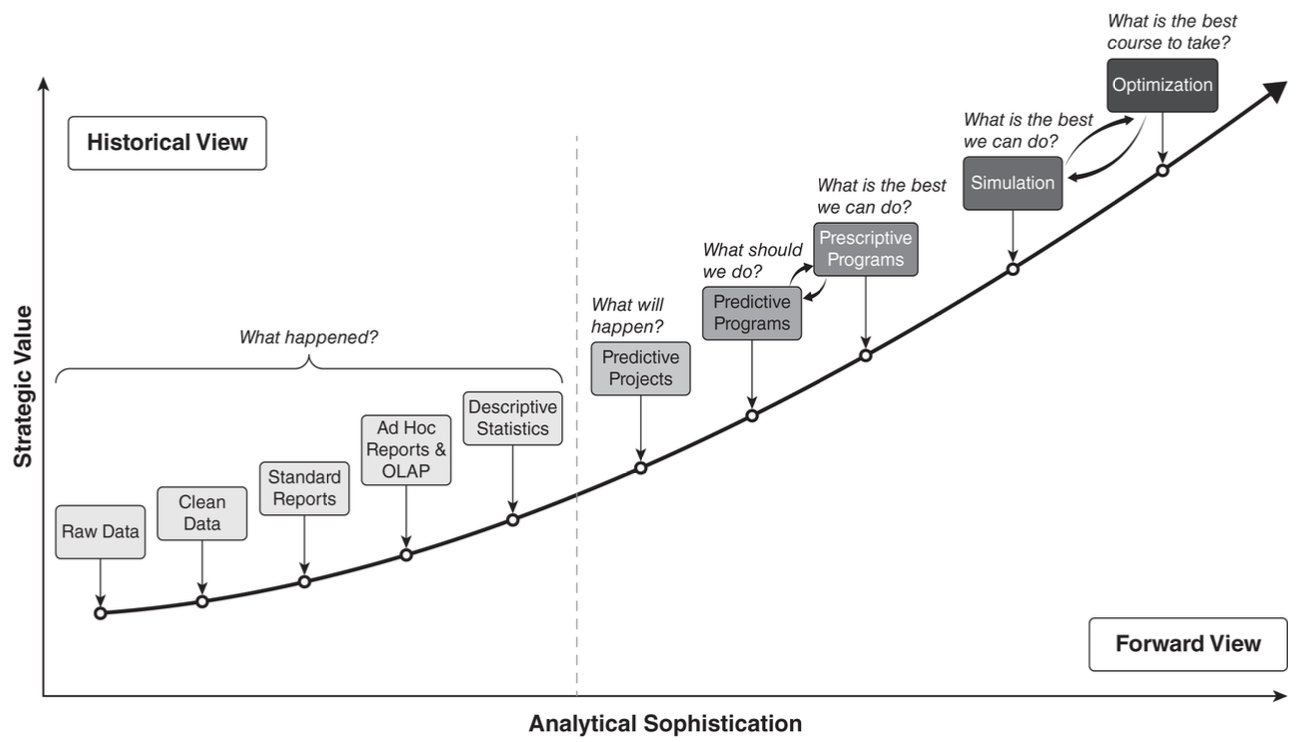 What is the best
course to take?
Optimization
Historical View
What is the best
we can do?
Simulation
What is the best
we can do?
Prescriptive
Programs
What should
we do?
Predictive
Programs
What will
happen?
Predictive
Projects
What happened?
Descriptive
Statistics
Ad Hoc
Reports &
OLAP
Standard
Reports
Clean
Data
Raw Data
Strategic Value
Forward View
Analytical Sophistication